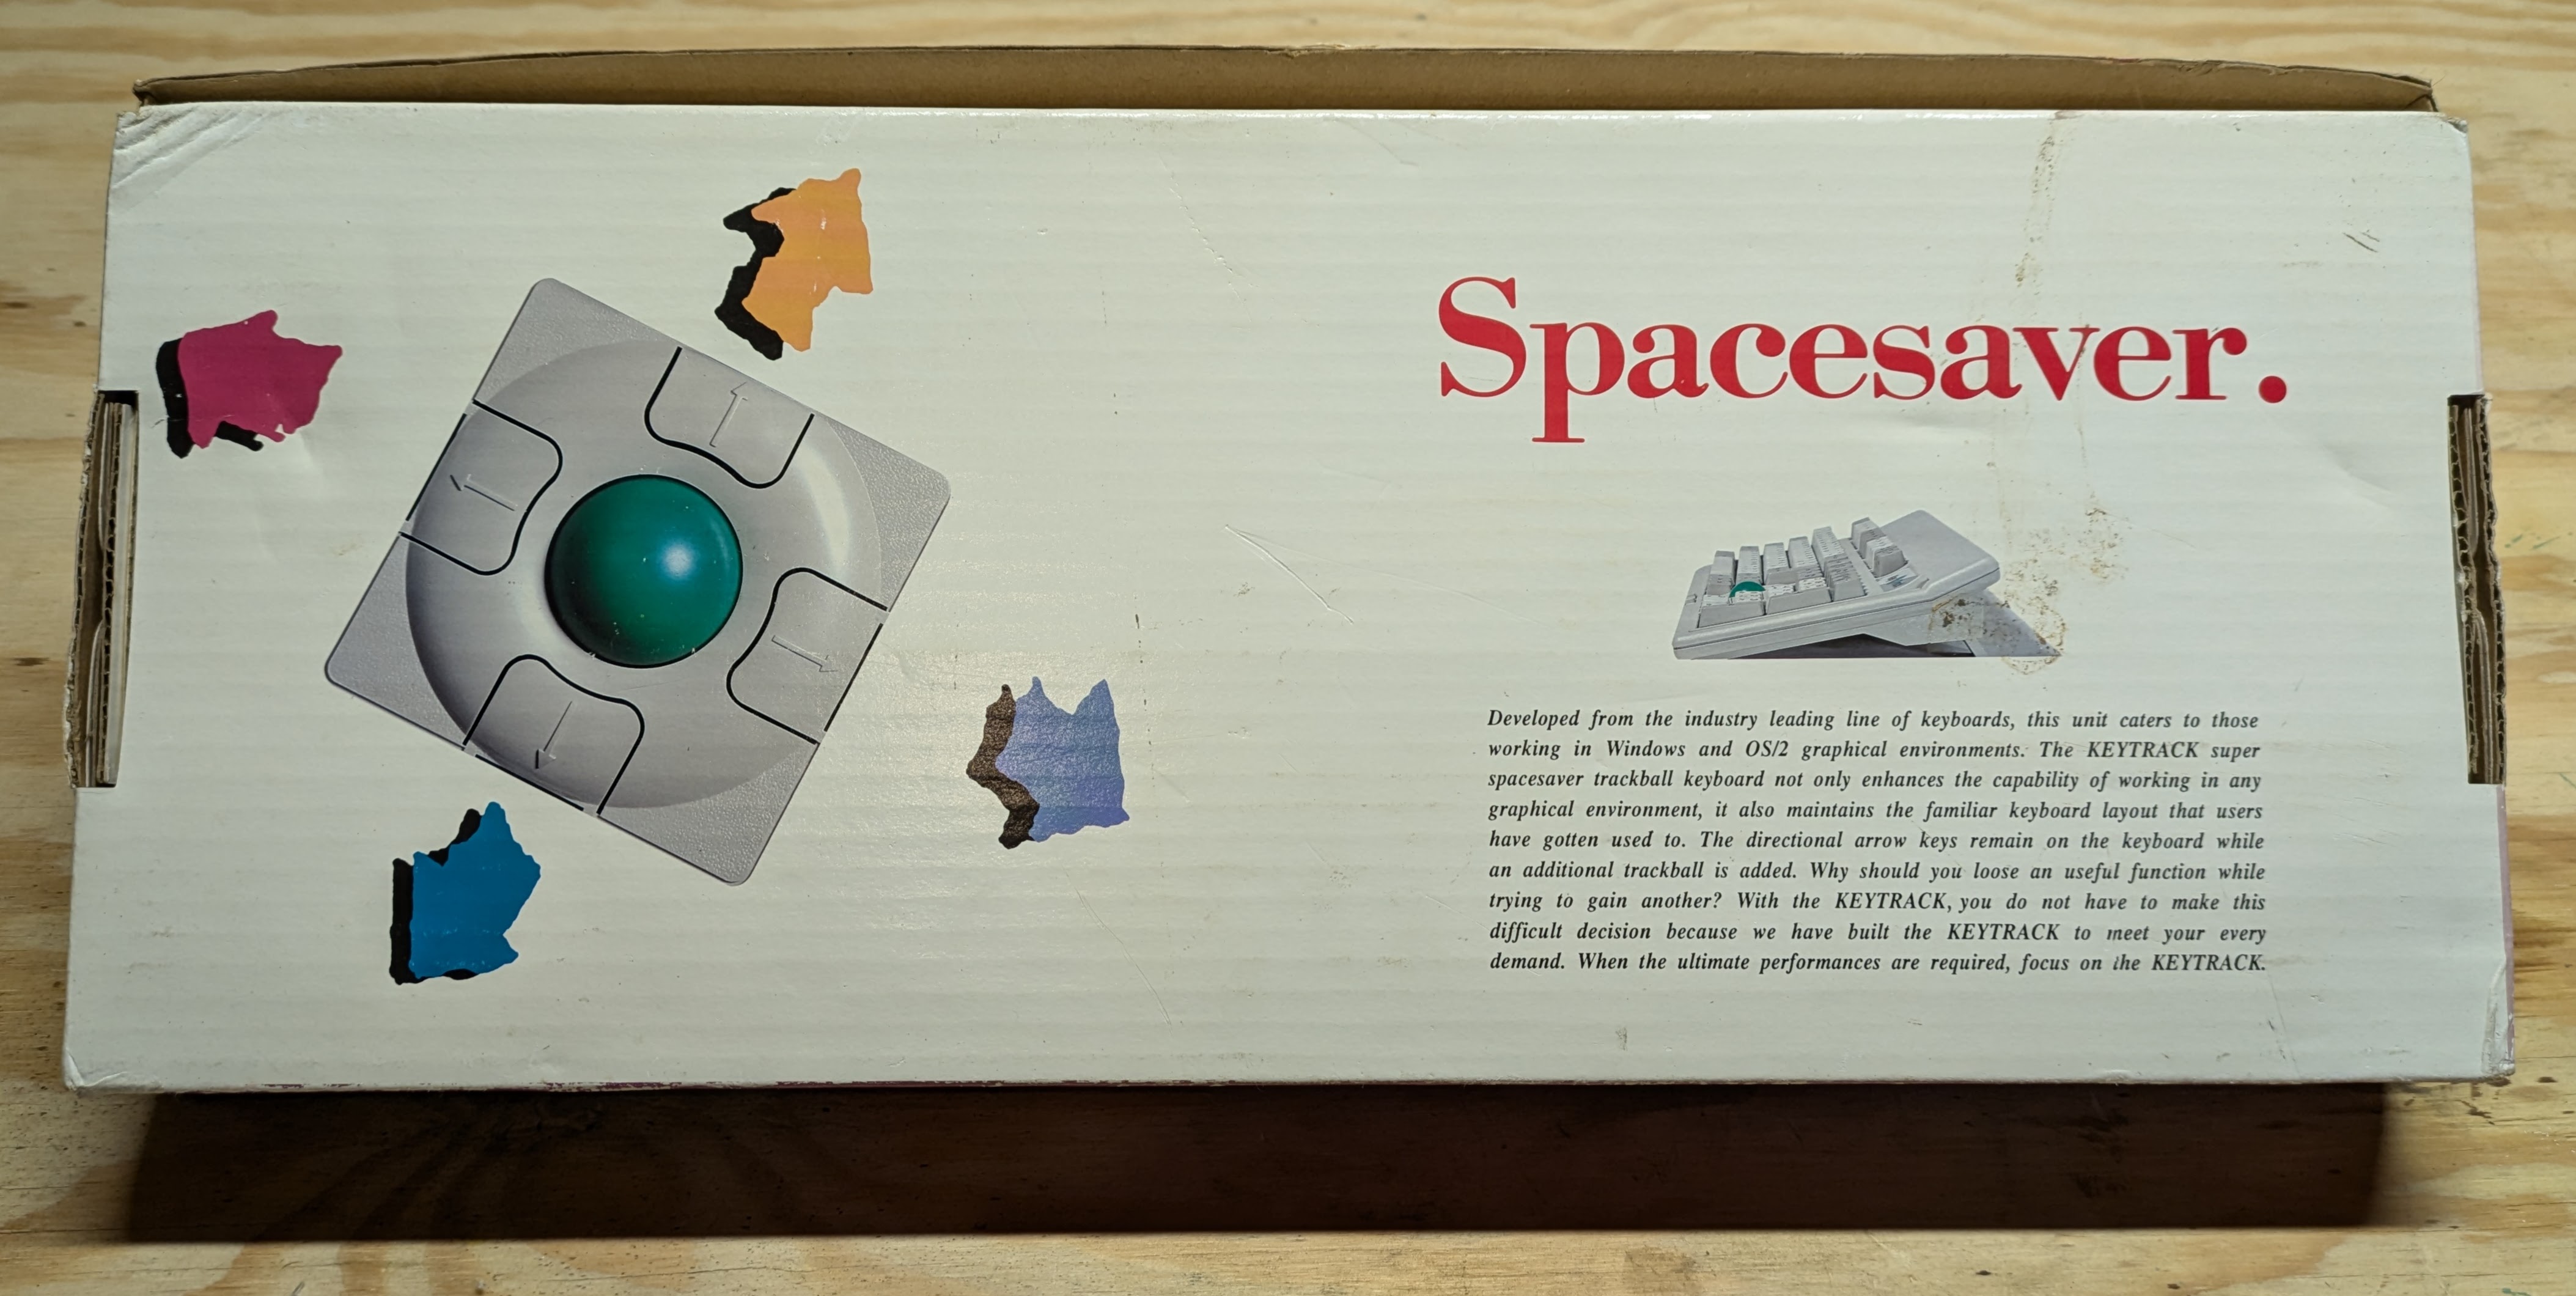 Spacesaver.
Developed from the industry leading line of keyboards, this unit caters to those
working in Windows and OS/2 graphical environments. The KEYTRACK super
spacesaver trackball keyboard not only enhances the capability of working in any
graphical environment, it also maintains the familiar keyboard layout that users
have gotten used to. The directional arrow keys remain on the keyboard while
an additional trackball is added. Why should you loose an useful function while
trying to gain another? With the KEYTRACK, you do not have to make this
difficult decision because we have built the KEYTRACK to meet your every
demand. When the ultimate performances are required, focus on the KEYTRACK.